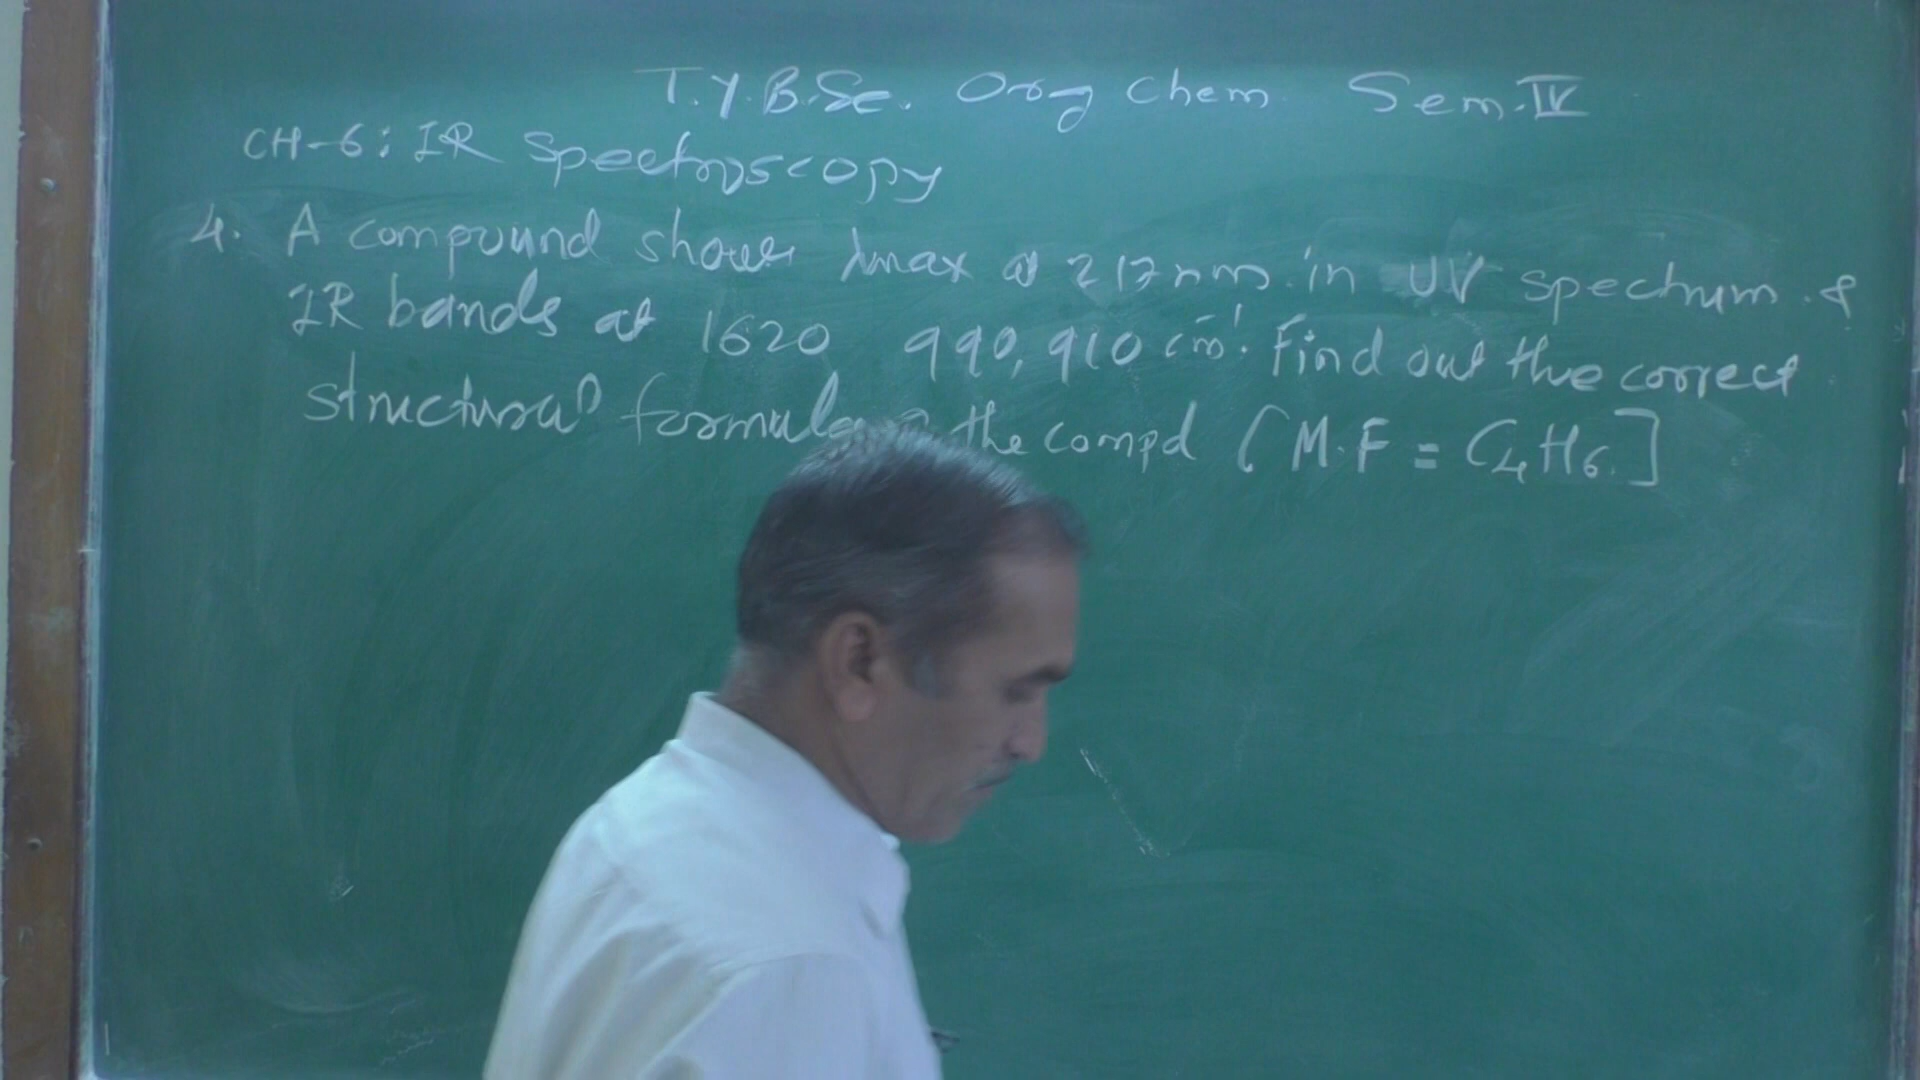 T.Y.B.Sc. Org Chem. Sem. IV
CH-6: IR Spectroscopy
4. A compound shows λmax at 217 nm. in UV spectrum. &
IR bands at 1620 990, 910 cm⁻¹. Find out the correct
structural formula the compd [M.F = C4H6.]